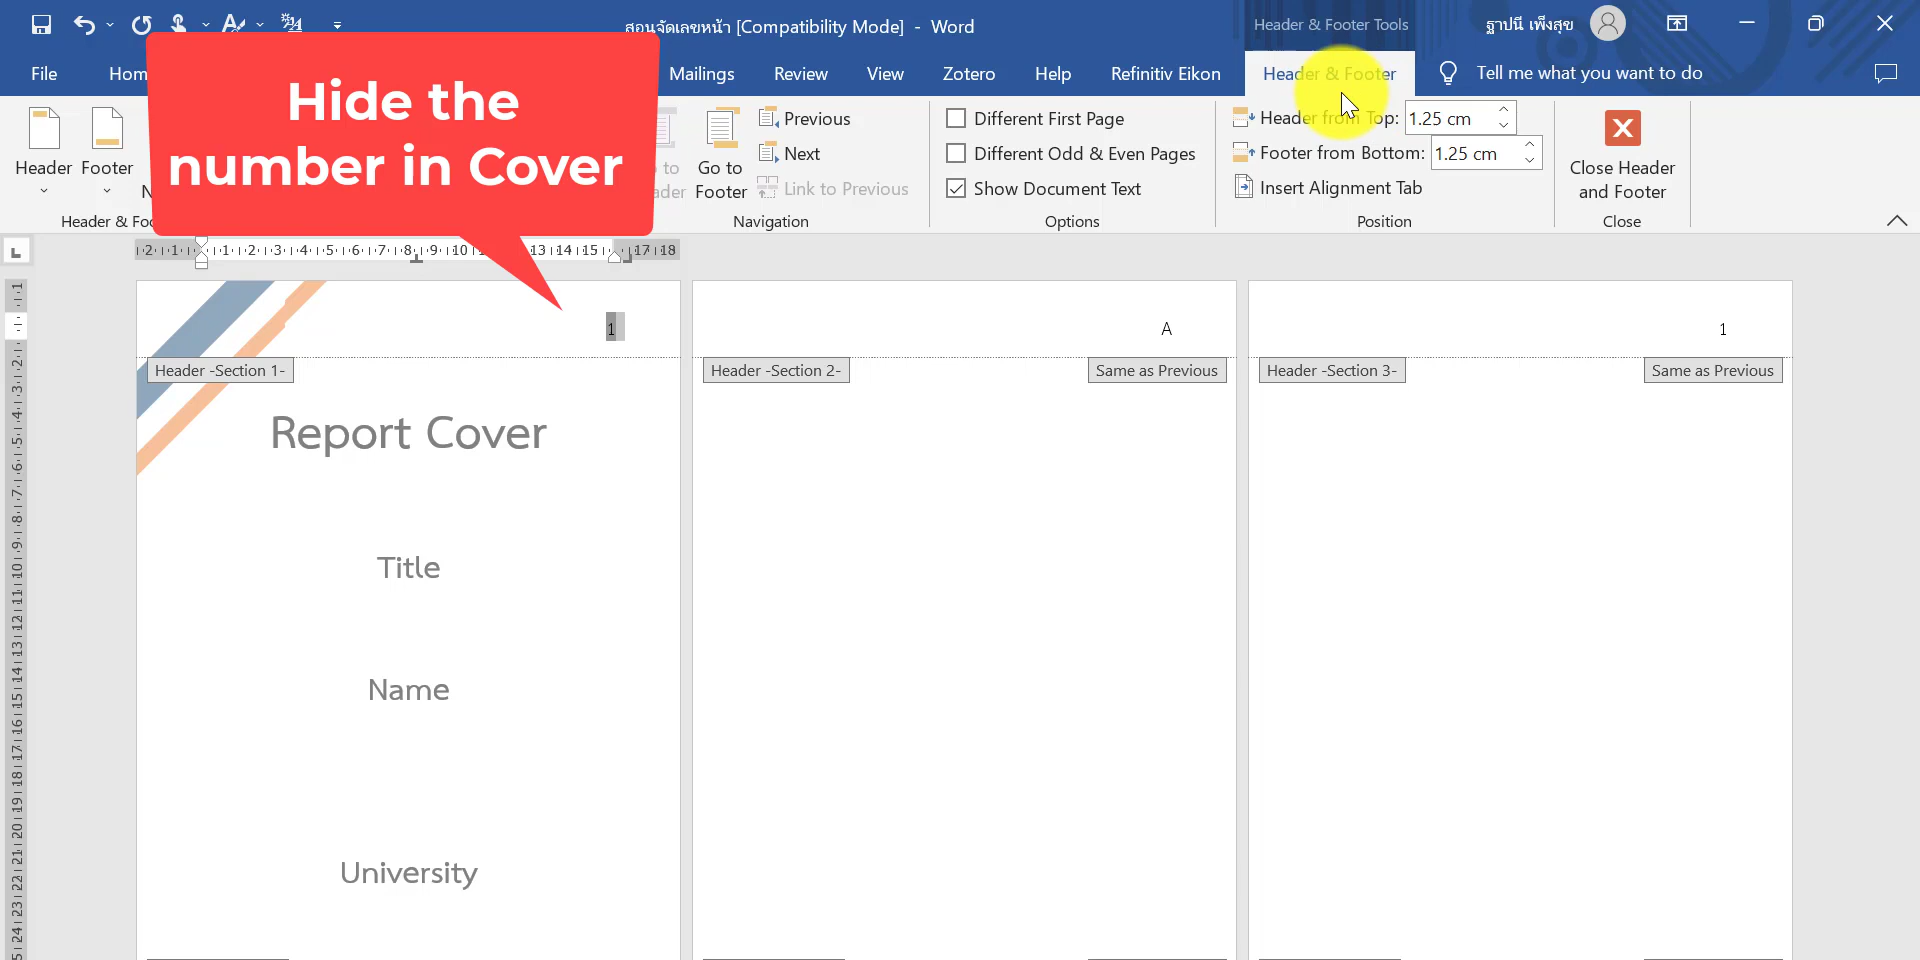 สอนจัดเลขหน้า [Compatibility Mode] - Word
Header & Footer Tools
ฐาปนี เพ็งสุข
File
Hom
Mailings
Review
View
Zotero
Help
Refinitiv Eikon
Header & Footer
Tell me what you want to do
Hide the
number in Cover
Header
Footer
N
Header & Foo
to
ader
Go to
Footer
Previous
Next
Link to Previous
Navigation
Different First Page
Different Odd & Even Pages
Show Document Text
Options
Header from Top: 1.25 cm
Footer from Bottom: 1.25 cm
Insert Alignment Tab
Position
Close Header
and Footer
Close
1
Header -Section 1-
Report Cover
Title
Name
University
A
Header -Section 2-
Same as Previous
1
Header -Section 3-
Same as Previous